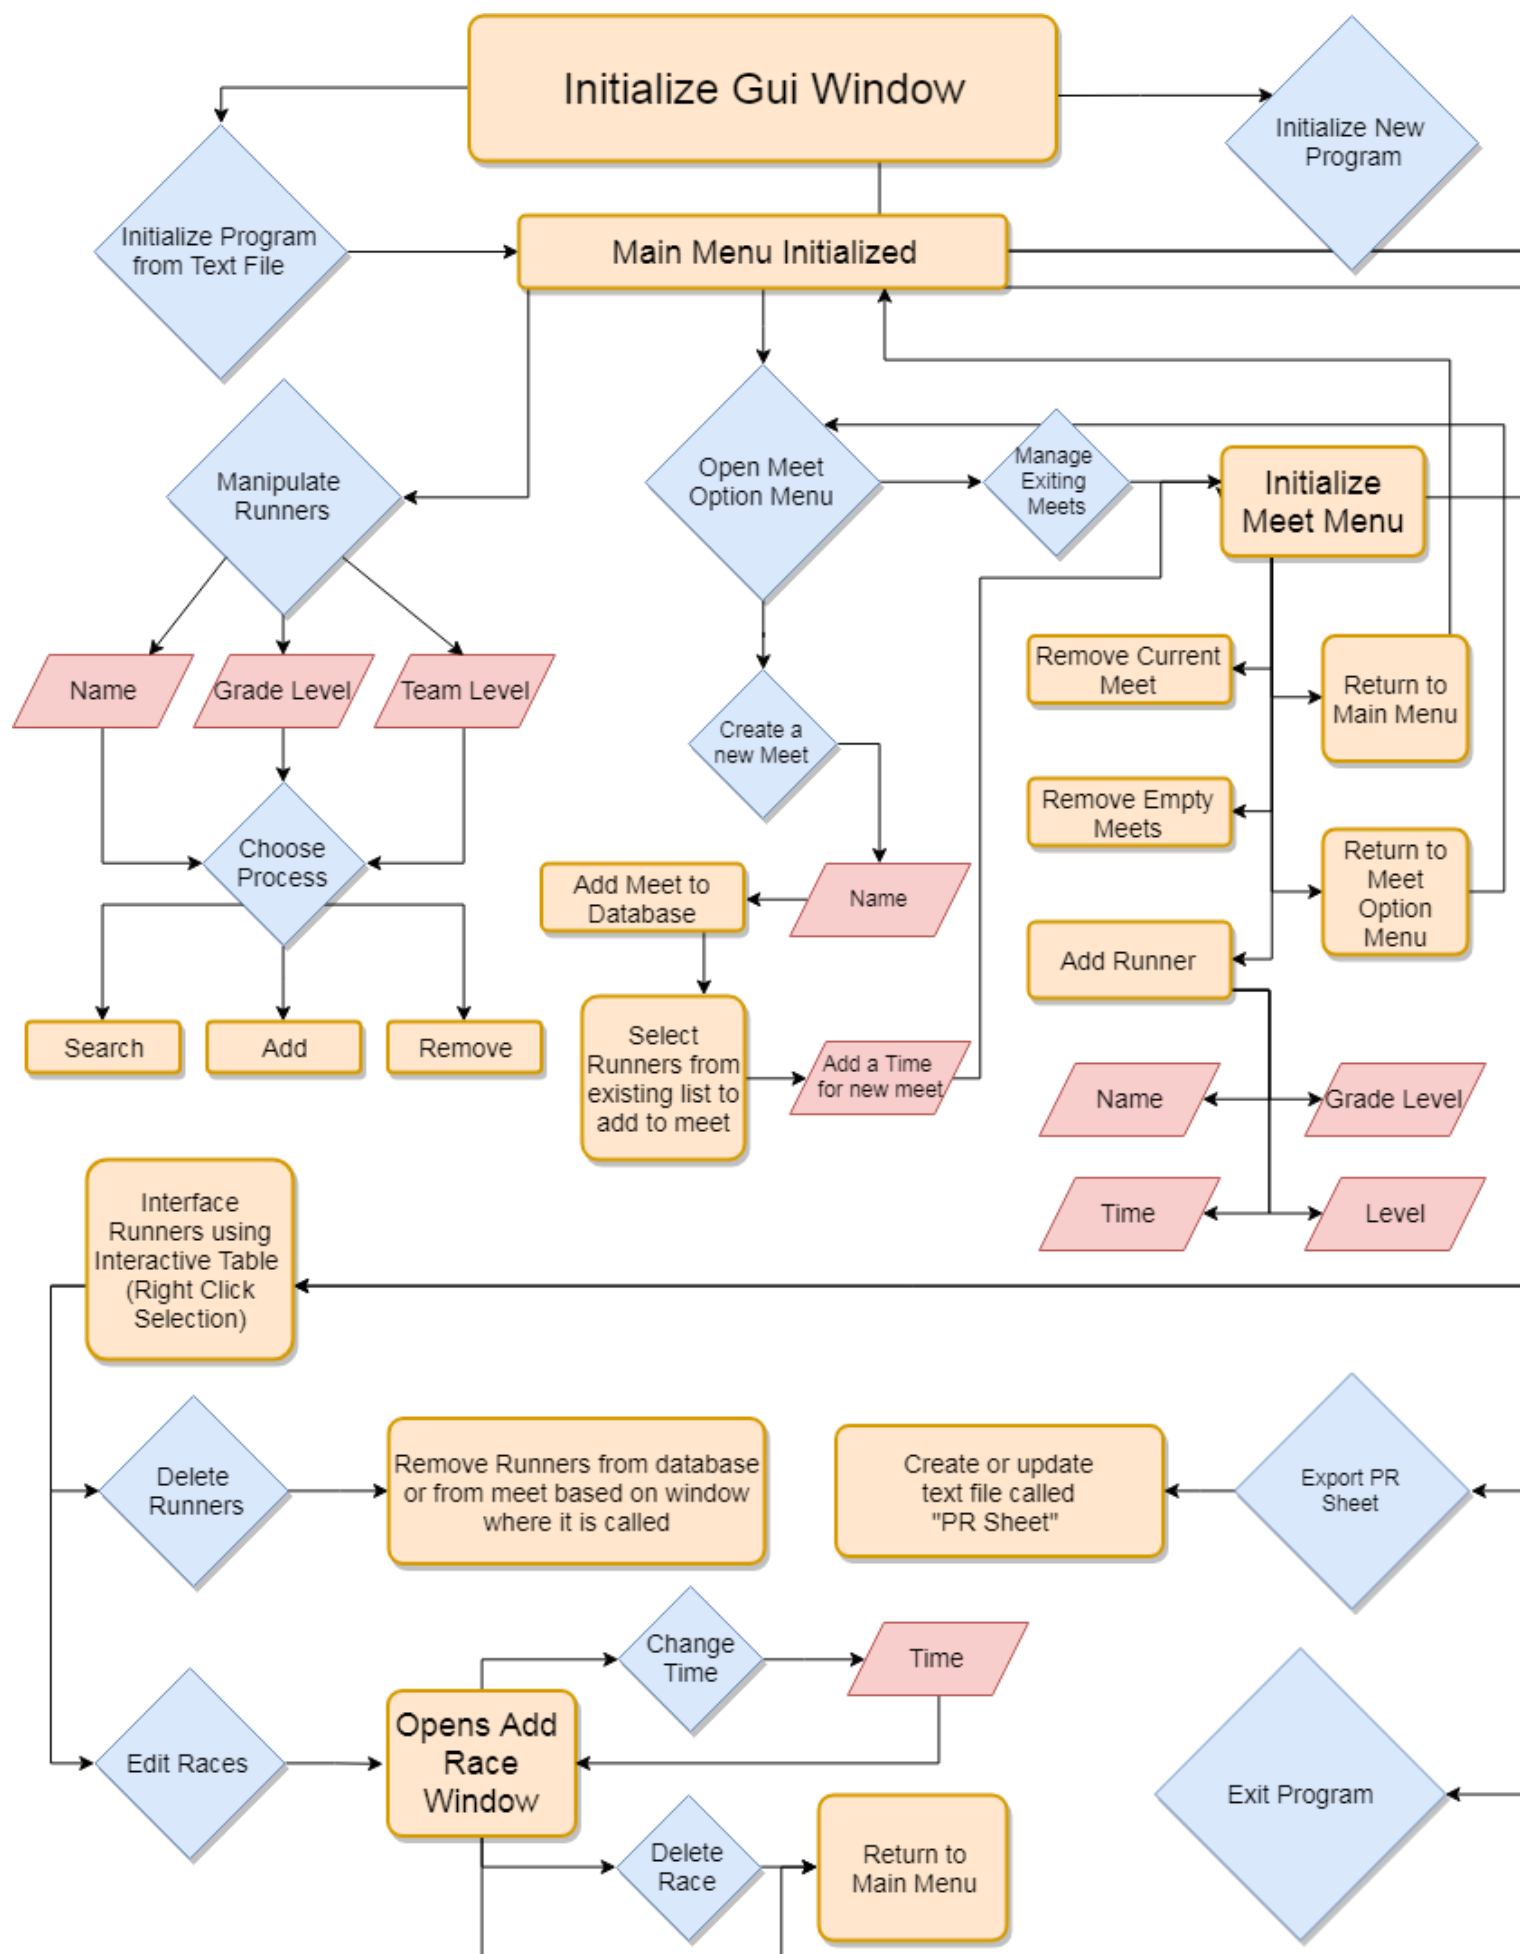 Initialize Gui Window
Initialize New
Program
Initialize Program
from Text File
Main Menu Initialized
Manipulate
Runners
Open Meet
Option Menu
Manage
Exiting
Meets
Initialize
Meet Menu
Name
Grade Level
Team Level
Remove Current
Meet
Return to
Main Menu
Create a
new Meet
Remove Empty
Meets
Choose
Process
Return to
Meet
Option
Menu
Add Meet to
Database
Name
Add Runner
Search
Add
Remove
Select
Runners from
existing list to
add to meet
Add a Time
for new meet
Name
Grade Level
Time
Level
Interface
Runners using
Interactive Table
(Right Click
Selection)
Delete
Runners
Remove Runners from database
or from meet based on window
where it is called
Create or update
text file called
"PR Sheet"
Export PR
Sheet
Change
Time
Time
Edit Races
Opens Add
Race
Window
Exit Program
Delete
Race
Return to
Main Menu